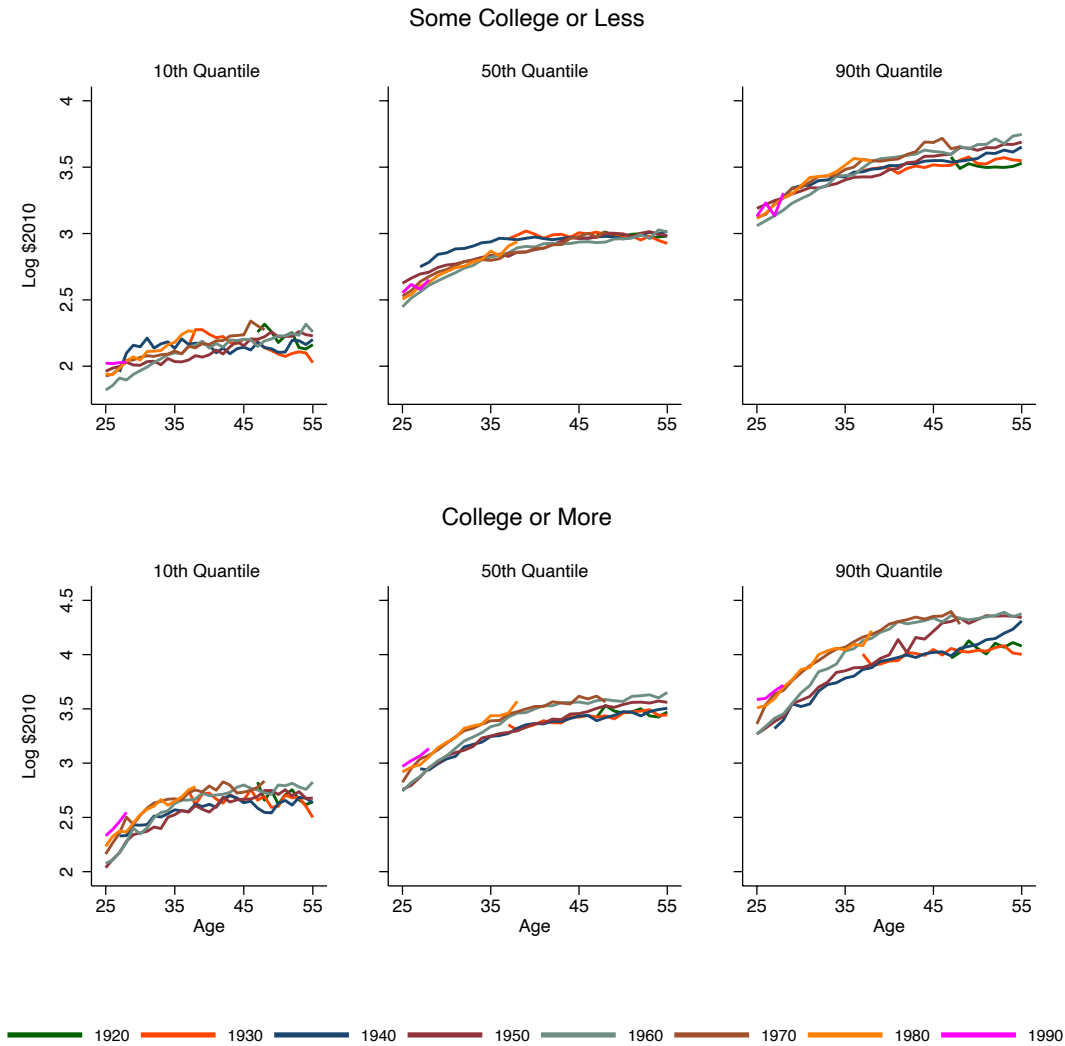 Some College or Less
10th Quantile
50th Quantile
90th Quantile
Log $2010
4
3.5
3
2.5
2
25 35 45 55
25 35 45 55
25 35 45 55
College or More
10th Quantile
50th Quantile
90th Quantile
Log $2010
4.5
4
3.5
3
2.5
2
25 35 45 55
25 35 45 55
25 35 45 55
Age
Age
Age
1920 1930 1940 1950 1960 1970 1980 1990